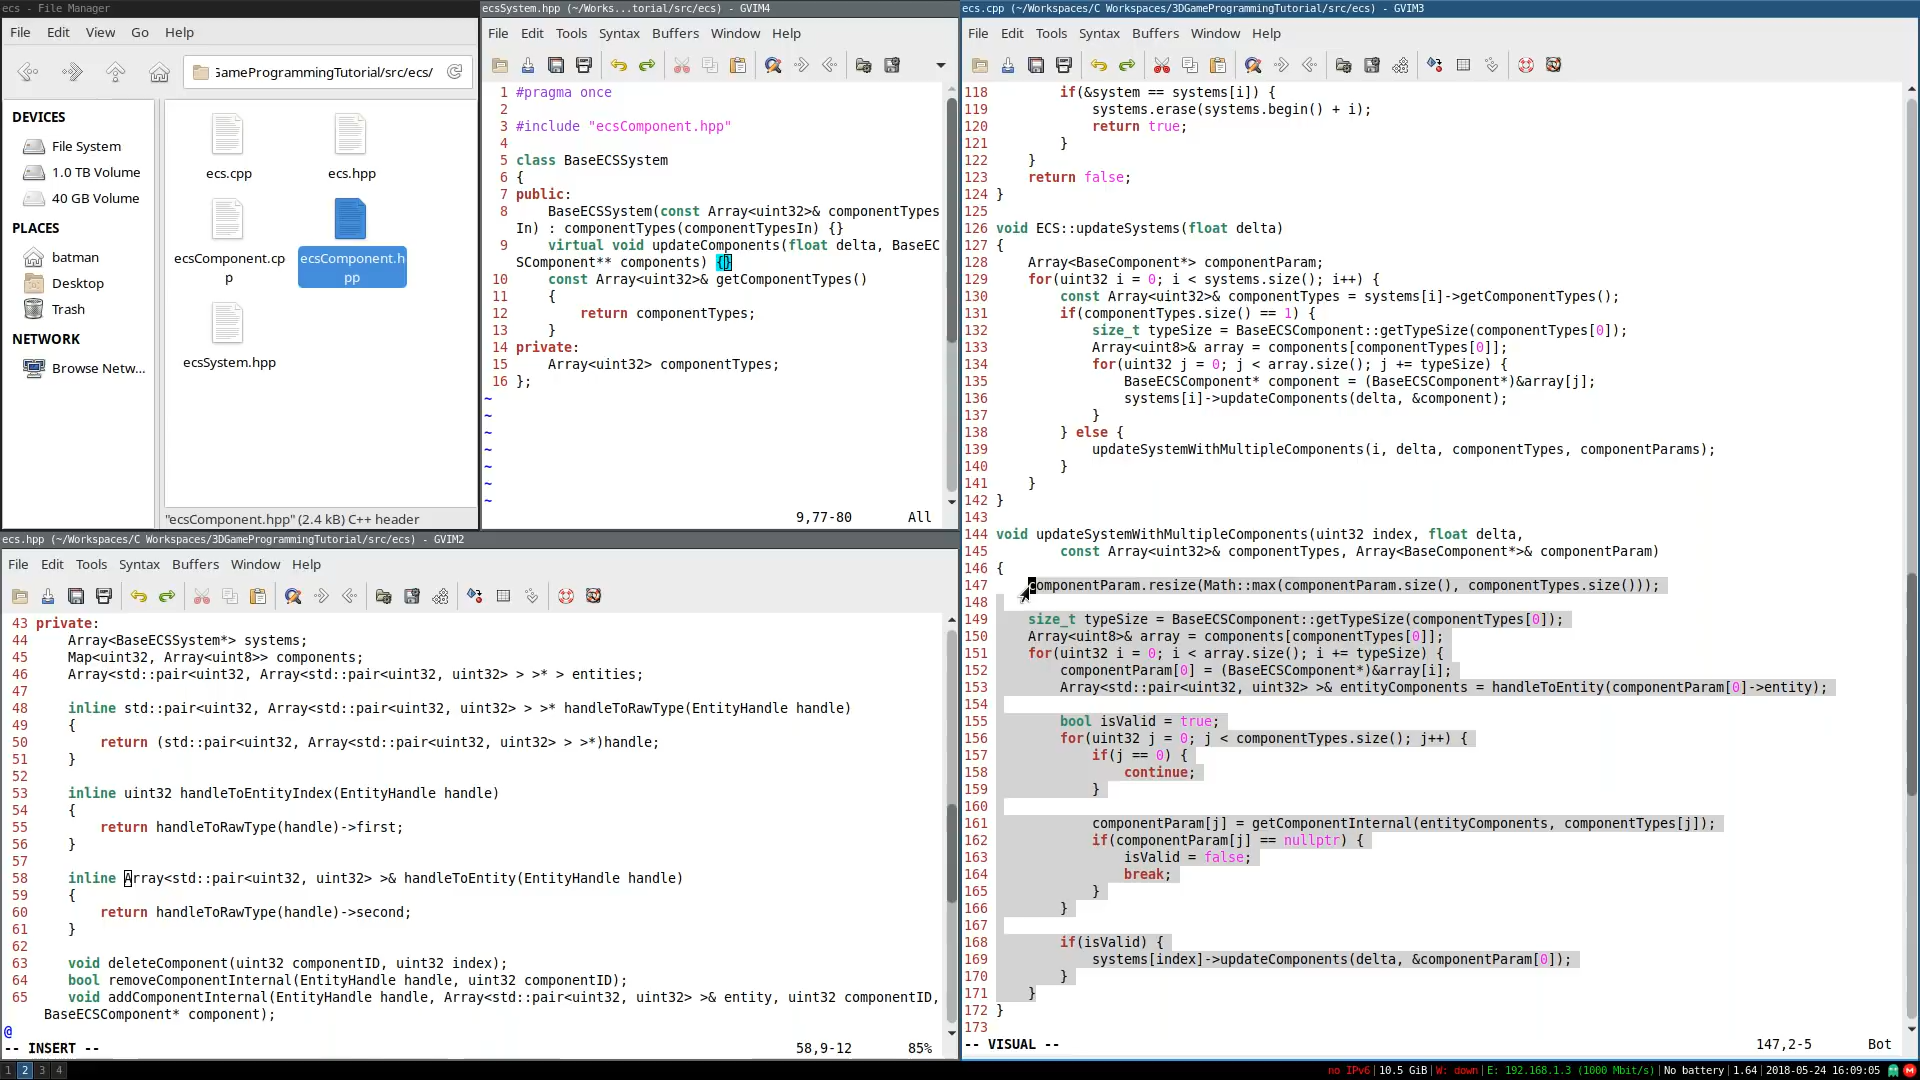 ecs - File Manager
File Edit View Go Help
GameProgrammingTutorial/src/ecs/
DEVICES
File System
1.0 TB Volume
40 GB Volume
PLACES
batman
Desktop
Trash
NETWORK
Browse Netw...
ecs.cpp
ecs.hpp
ecsComponent.cp
p
ecsComponent.h
pp
ecsSystem.hpp
"ecsComponent.hpp" (2.4 kB) C++ header
ecsSystem.hpp (~/Works...torial/src/ecs) - GVIM4
File Edit Tools Syntax Buffers Window Help
1 #pragma once
2
3 #include "ecsComponent.hpp"
4
5 class BaseECSSystem
6 {
7 public:
8     BaseECSSystem(const Array<uint32>& componentTypes
In) : componentTypes(componentTypesIn) {}
9     virtual void updateComponents(float delta, BaseEC
SComponent** components) {}
10     const Array<uint32>& getComponentTypes()
11     {
12         return componentTypes;
13     }
14 private:
15     Array<uint32> componentTypes;
16 };
~
~
~
~
~
~
~
9,77-80 All
ecs.hpp (~/Workspaces/C Workspaces/3DGameProgrammingTutorial/src/ecs) - GVIM2
File Edit Tools Syntax Buffers Window Help
43 private:
44     Array<BaseECSSystem*> systems;
45     Map<uint32, Array<uint8>> components;
46     Array<std::pair<uint32, Array<std::pair<uint32, uint32> > >* > entities;
47
48     inline std::pair<uint32, Array<std::pair<uint32, uint32> > >* handleToRawType(EntityHandle handle)
49     {
50         return (std::pair<uint32, Array<std::pair<uint32, uint32> > >*)handle;
51     }
52
53     inline uint32 handleToEntityIndex(EntityHandle handle)
54     {
55         return handleToRawType(handle)->first;
56     }
57
58     inline Array<std::pair<uint32, uint32> >& handleToEntity(EntityHandle handle)
59     {
60         return handleToRawType(handle)->second;
61     }
62
63     void deleteComponent(uint32 componentID, uint32 index);
64     bool removeComponentInternal(EntityHandle handle, uint32 componentID);
65     void addComponentInternal(EntityHandle handle, Array<std::pair<uint32, uint32> >& entity, uint32 componentID,
BaseECSComponent* component);
@
-- INSERT -- 58,9-12 85%
ecs.cpp (~/Workspaces/C Workspaces/3DGameProgrammingTutorial/src/ecs) - GVIM3
File Edit Tools Syntax Buffers Window Help
118         if(&system == systems[i]) {
119             systems.erase(systems.begin() + i);
120             return true;
121         }
122     }
123     return false;
124 }
125
126 void ECS::updateSystems(float delta)
127 {
128     Array<BaseComponent*> componentParam;
129     for(uint32 i = 0; i < systems.size(); i++) {
130         const Array<uint32>& componentTypes = systems[i]->getComponentTypes();
131         if(componentTypes.size() == 1) {
132             size_t typeSize = BaseECSComponent::getTypeSize(componentTypes[0]);
133             Array<uint8>& array = components[componentTypes[0]];
134             for(uint32 j = 0; j < array.size(); j += typeSize) {
135                 BaseECSComponent* component = (BaseECSComponent*)&array[j];
136                 systems[i]->updateComponents(delta, &component);
137             }
138         } else {
139             updateSystemWithMultipleComponents(i, delta, componentTypes, componentParams);
140         }
141     }
142 }
143
144 void updateSystemWithMultipleComponents(uint32 index, float delta,
145         const Array<uint32>& componentTypes, Array<BaseComponent*>& componentParam)
146 {
147     componentParam.resize(Math::max(componentParam.size(), componentTypes.size()));
148
149     size_t typeSize = BaseECSComponent::getTypeSize(componentTypes[0]);
150     Array<uint8>& array = components[componentTypes[0]];
151     for(uint32 i = 0; i < array.size(); i += typeSize) {
152         componentParam[0] = (BaseECSComponent*)&array[i];
153         Array<std::pair<uint32, uint32> >& entityComponents = handleToEntity(componentParam[0]->entity);
154
155         bool isValid = true;
156         for(uint32 j = 0; j < componentTypes.size(); j++) {
157             if(j == 0) {
158                 continue;
159             }
160
161             componentParam[j] = getComponentInternal(entityComponents, componentTypes[j]);
162             if(componentParam[j] == nullptr) {
163                 isValid = false;
164                 break;
165             }
166         }
167
168         if(isValid) {
169             systems[index]->updateComponents(delta, &componentParam[0]);
170         }
171     }
172 }
173
-- VISUAL -- 147,2-5 Bot
1 2 3 4
no IPv6|10.5 GiB|W: down|E: 192.168.1.3 (1000 Mbit/s)|No battery|1.64|2018-05-24 16:09:05